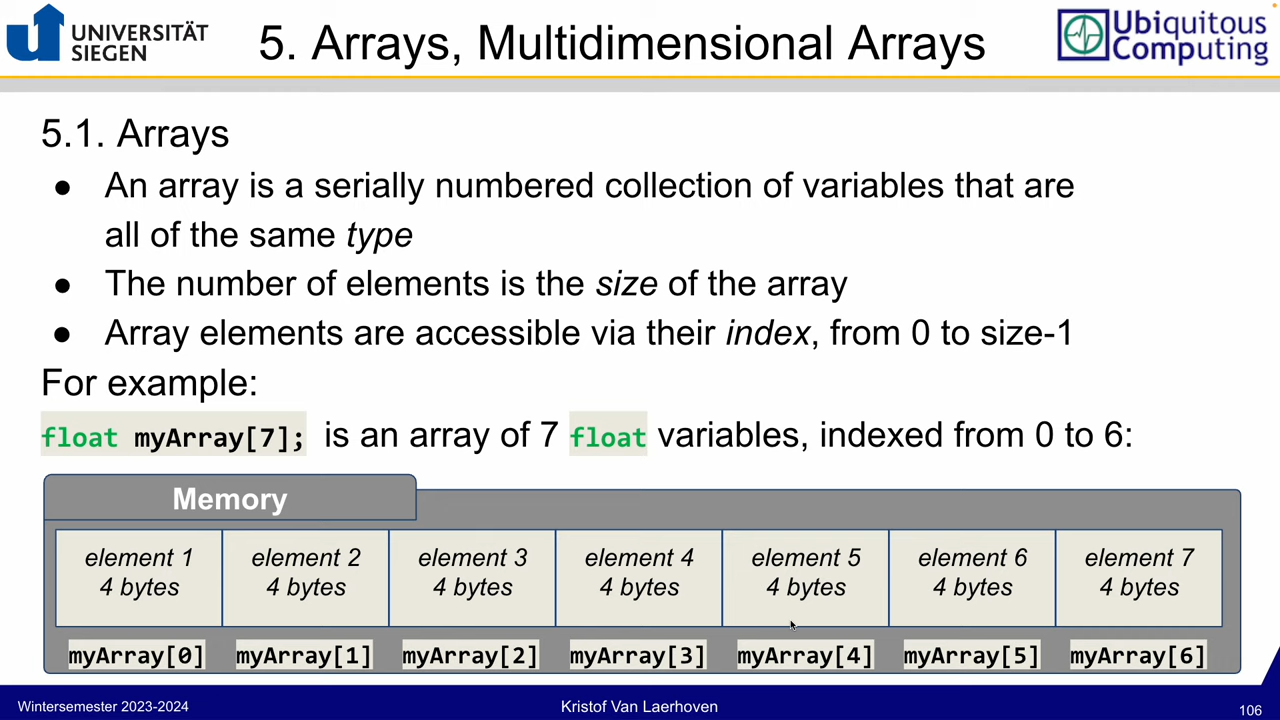 UNIVERSITÄT
SIEGEN
5. Arrays, Multidimensional Arrays
Ubiquitous
Computing
5.1. Arrays
● An array is a serially numbered collection of variables that are
all of the same type
● The number of elements is the size of the array
● Array elements are accessible via their index, from 0 to size-1
For example:
float myArray[7]; is an array of 7 float variables, indexed from 0 to 6:
Memory
element 1 element 2 element 3 element 4 element 5 element 6 element 7
4 bytes 4 bytes 4 bytes 4 bytes 4 bytes 4 bytes 4 bytes
myArray[0] myArray[1] myArray[2] myArray[3] myArray[4] myArray[5] myArray[6]
Wintersemester 2023-2024 Kristof Van Laerhoven 106